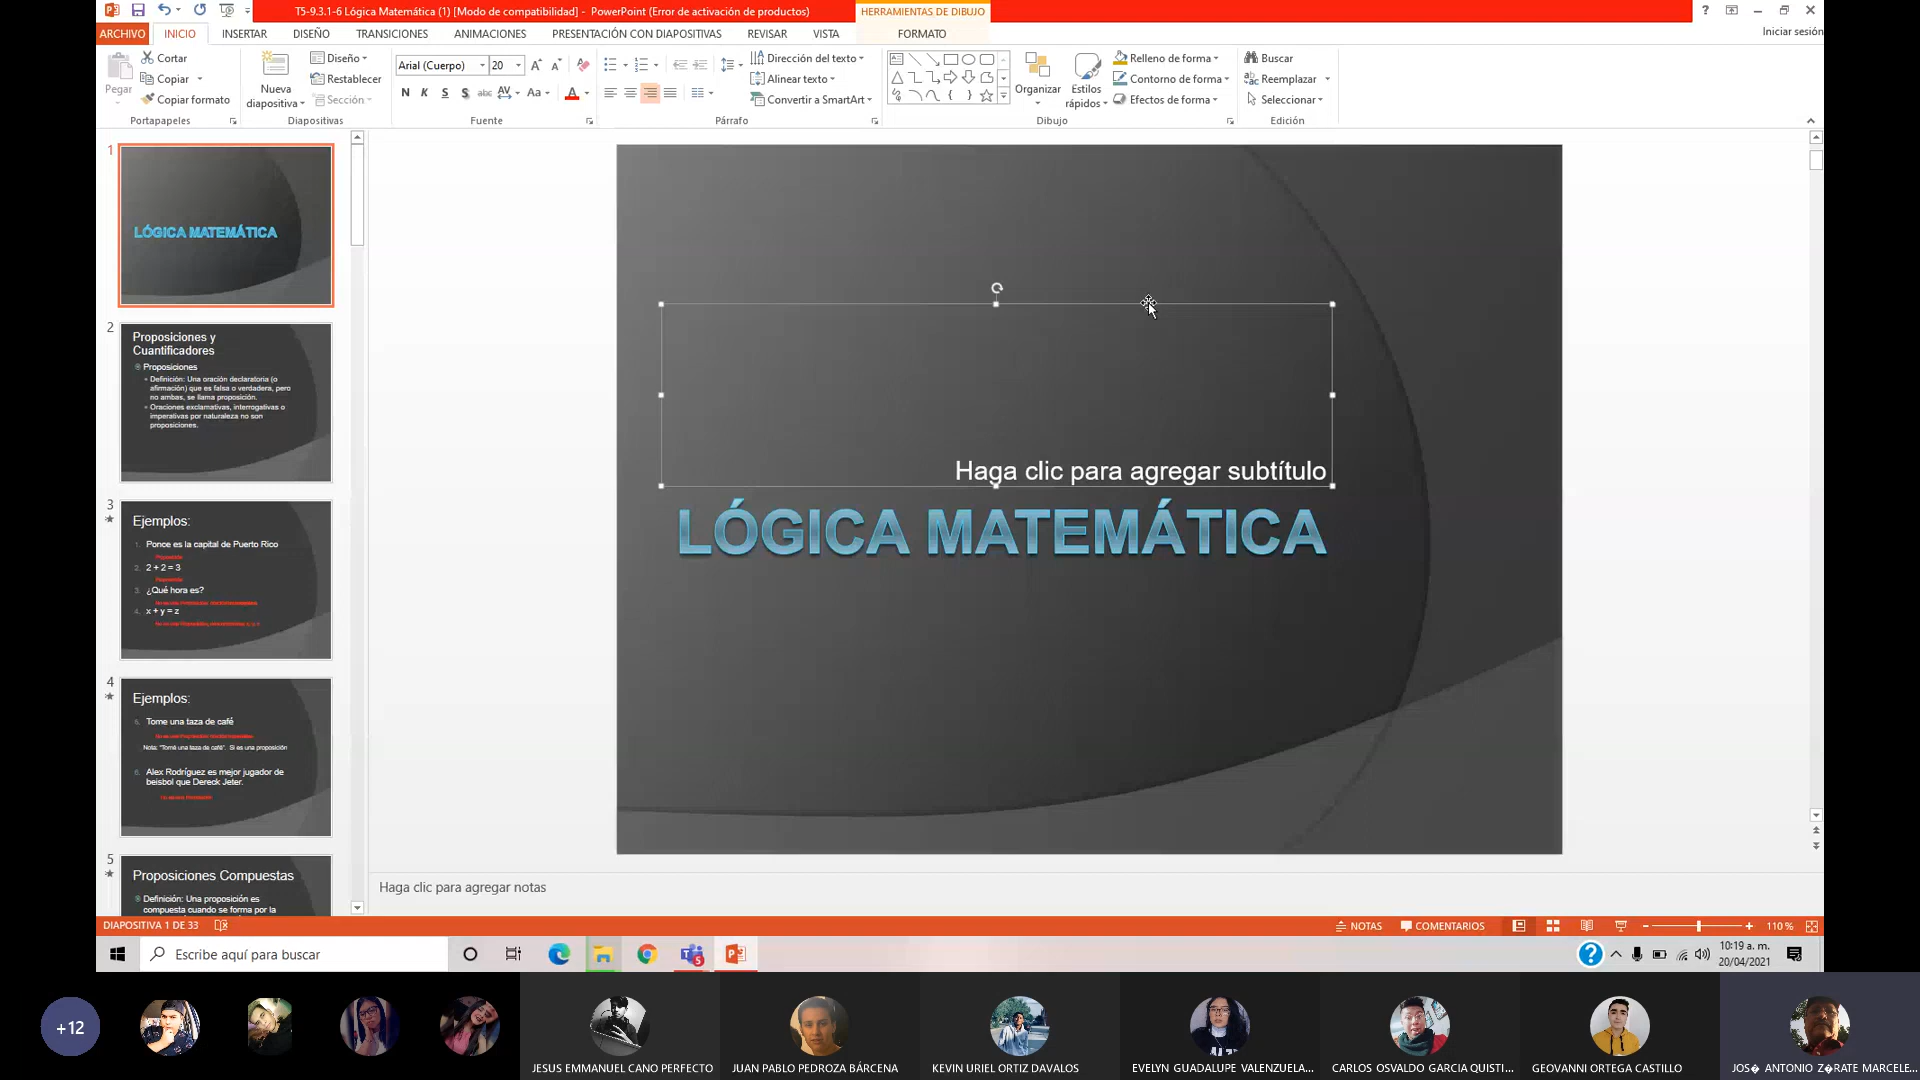 T5-9.3.1-6 Lógica Matemática (1) [Modo de compatibilidad] - PowerPoint (Error de activación de productos)
HERRAMIENTAS DE DIBUJO
ARCHIVO INICIO INSERTAR DISEÑO TRANSICIONES ANIMACIONES PRESENTACIÓN CON DIAPOSITIVAS REVISAR VISTA FORMATO
Iniciar sesión
Pegar
Cortar
Copiar
Copiar formato
Portapapeles
Nueva diapositiva
Diseño
Restablecer
Sección
Diapositivas
Arial (Cuerpo) 20
N K S S abc AV Aa A
Fuente
Dirección del texto
Alinear texto
Convertir a SmartArt
Párrafo
Organizar
Estilos rápidos
Relleno de forma
Contorno de forma
Efectos de forma
Dibujo
Buscar
Reemplazar
Seleccionar
Edición
1
LÓGICA MATEMÁTICA
2
Proposiciones y
Cuantificadores
Proposiciones
Definición: Una oración declaratoria (o
afirmación) que es falsa o verdadera, pero
no ambas, se llama proposición.
Oraciones exclamativas, interrogativas o
imperativas por naturaleza no son
proposiciones.
3
Ejemplos:
1. Ponce es la capital de Puerto Rico
2. 2 + 2 = 3
3. ¿Qué hora es?
4. x + y = z
4
Ejemplos:
Tome una taza de café
Nota: "Tomé una taza de café". Si es una proposición
6. Alex Rodríguez es mejor jugador de
beisbol que Dereck Jeter.
5
Proposiciones Compuestas
Definición: Una proposición es
compuesta cuando se forma por la
Haga clic para agregar subtítulo
LÓGICA MATEMÁTICA
Haga clic para agregar notas
DIAPOSITIVA 1 DE 33
NOTAS COMENTARIOS 110 %
Escribe aquí para buscar
10:19 a. m.
20/04/2021
+12
JESUS EMMANUEL CANO PERFECTO
JUAN PABLO PEDROZA BÁRCENA
KEVIN URIEL ORTIZ DAVALOS
EVELYN GUADALUPE VALENZUELA...
CARLOS OSVALDO GARCIA QUISTI...
GEOVANNI ORTEGA CASTILLO
JOS� ANTONIO Z�RATE MARCELE...